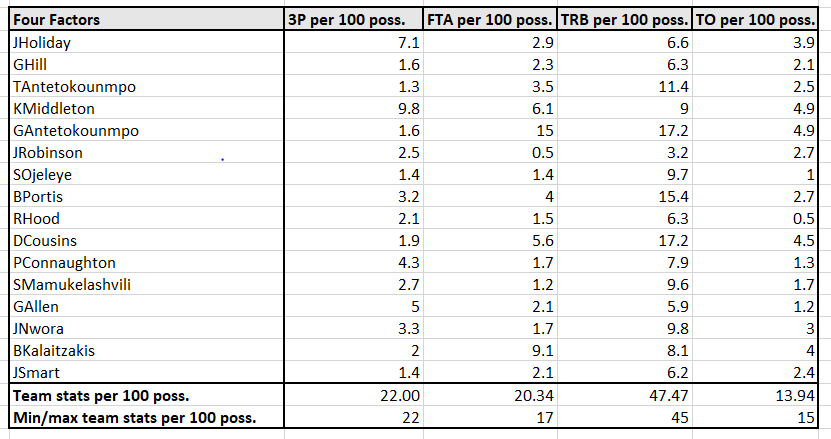 Four Factors 3P per 100 poss. FTA per 100 poss. TRB per 100 poss. TO per 100 poss.
JHoliday 7.1 2.9 6.6 3.9
GHill 1.6 2.3 6.3 2.1
TAntetokounmpo 1.3 3.5 11.4 2.5
KMiddleton 9.8 6.1 9 4.9
GAntetokounmpo 1.6 15 17.2 4.9
JRobinson 2.5 0.5 3.2 2.7
SOjeleye 1.4 1.4 9.7 1
BPortis 3.2 4 15.4 2.7
RHood 2.1 1.5 6.3 0.5
DCousins 1.9 5.6 17.2 4.5
PConnaughton 4.3 1.7 7.9 1.3
SMamukelashvili 2.7 1.2 9.6 1.7
GAllen 5 2.1 5.9 1.2
JNwora 3.3 1.7 9.8 3
BKalaitzakis 2 9.1 8.1 4
JSmart 1.4 2.1 6.2 2.4
Team stats per 100 poss. 22.00 20.34 47.47 13.94
Min/max team stats per 100 poss. 22 17 45 15